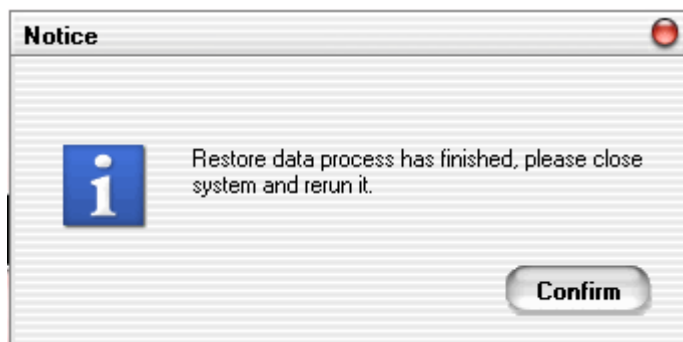 Notice
Restore data process has finished, please close
system and rerun it.
Confirm